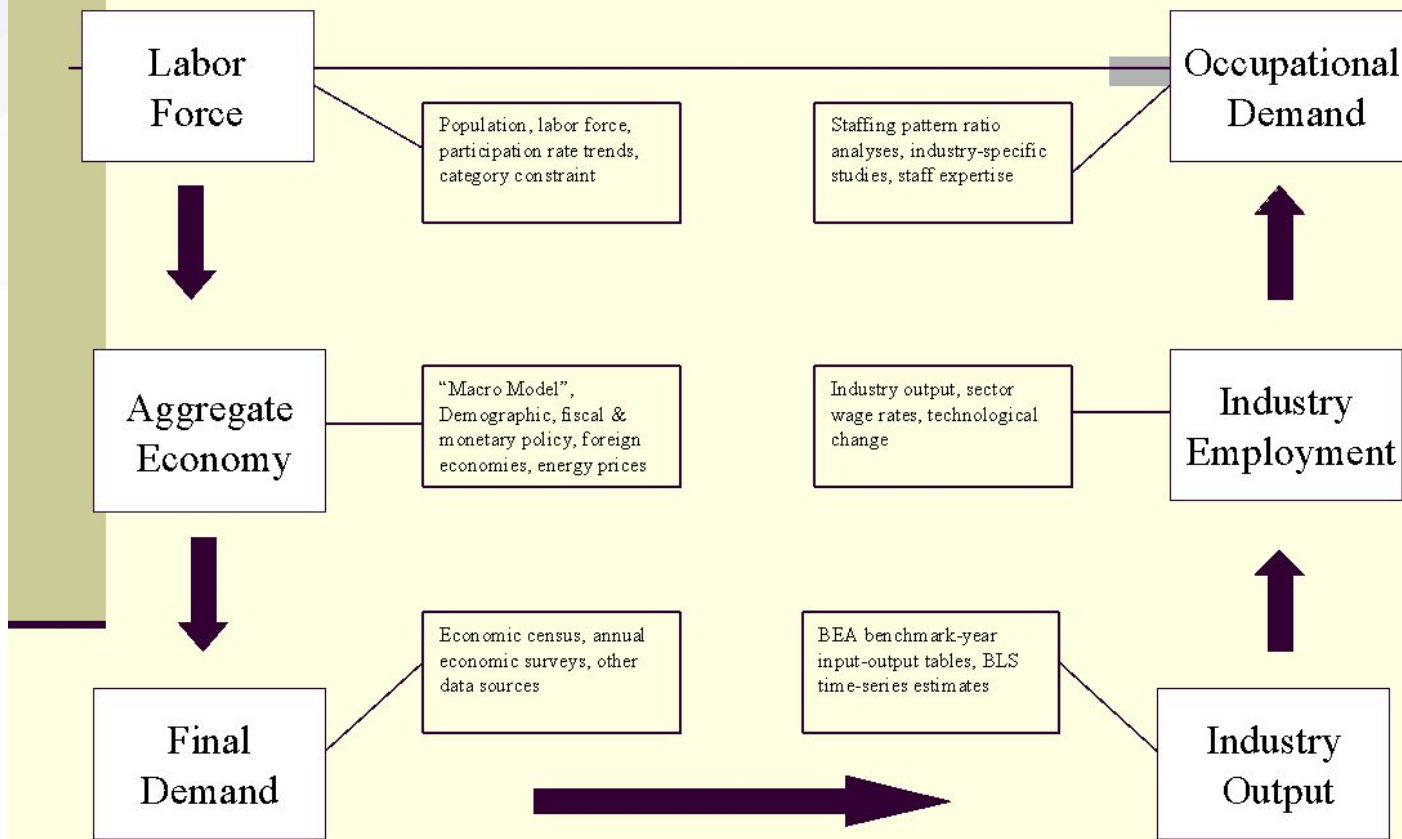 Labor
Force
Population, labor force,
participation rate trends,
category constraint
Staffing pattern ratio
analyses, industry-specific
studies, staff expertise
Occupational
Demand
Aggregate
Economy
“Macro Model”,
Demographic, fiscal &
monetary policy, foreign
economies, energy prices
Industry output, sector
wage rates, technological
change
Industry
Employment
Final
Demand
Economic census, annual
economic surveys, other
data sources
BEA benchmark-year
input-output tables, BLS
time-series estimates
Industry
Output